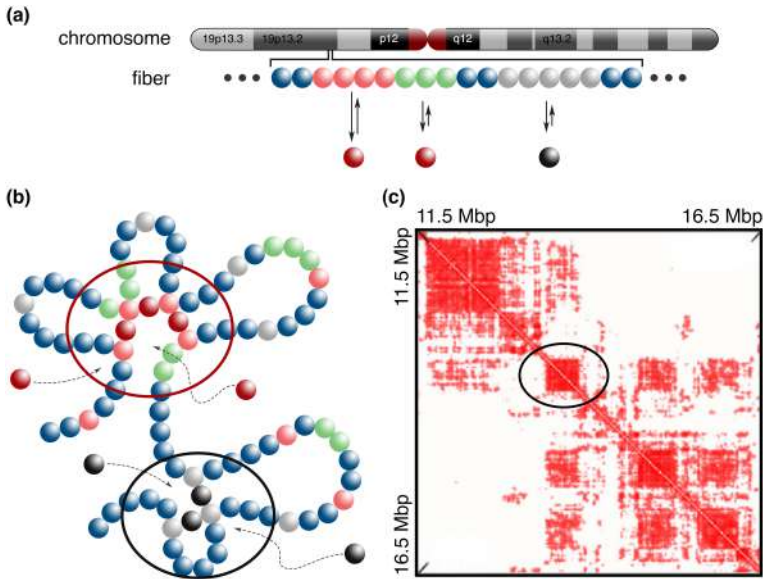 (a)
chromosome
19p13.3 19p13.2 p12 q12 q13.2
fiber
(b)
(c)
11.5 Mbp 16.5 Mbp
11.5 Mbp
16.5 Mbp